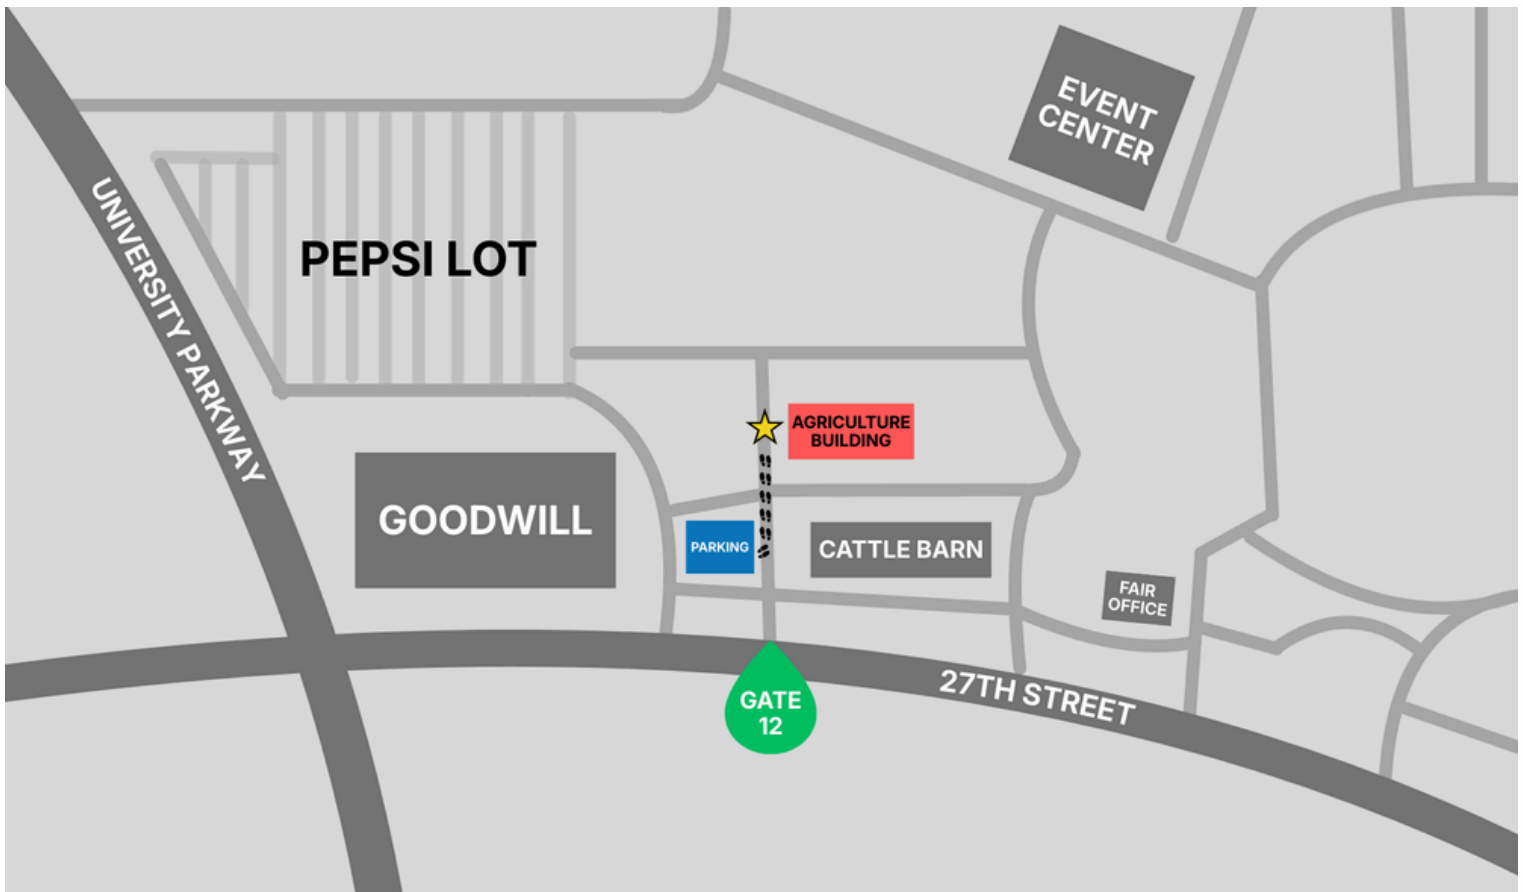 EVENT
CENTER
UNIVERSITY PARKWAY
PEPSI LOT
AGRICULTURE
BUILDING
GOODWILL
PARKING
CATTLE BARN
FAIR
OFFICE
GATE
12
27TH STREET